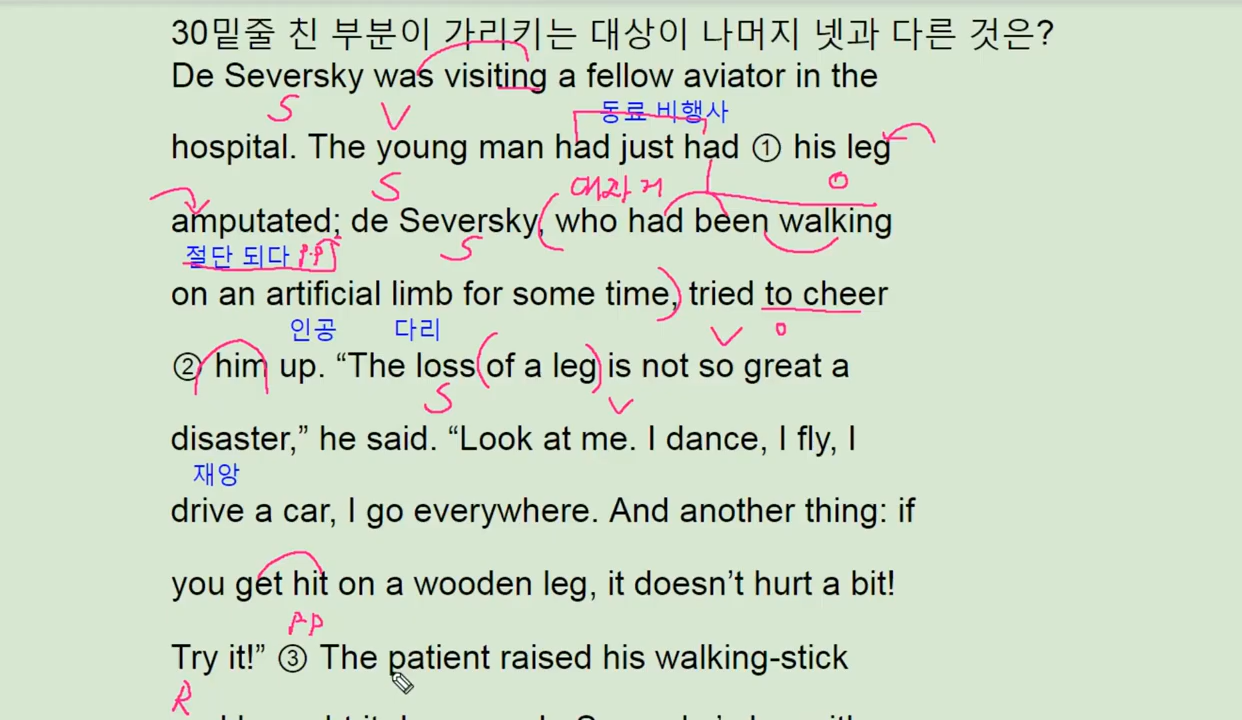 30밑줄 친 부분이 가리키는 대상이 나머지 넷과 다른 것은?
De Seversky was visiting a fellow aviator in the
S V 동료 비행사
hospital. The young man had just had ① his leg
S 대과거 O
amputated; de Seversky, who had been walking
절단 되다 P.P S
on an artificial limb for some time, tried to cheer
인공 다리 V o
② him up. “The loss of a leg is not so great a
S V
disaster,” he said. “Look at me. I dance, I fly, I
재앙
drive a car, I go everywhere. And another thing: if
you get hit on a wooden leg, it doesn’t hurt a bit!
P.P
Try it!” ③ The patient raised his walking-stick
R